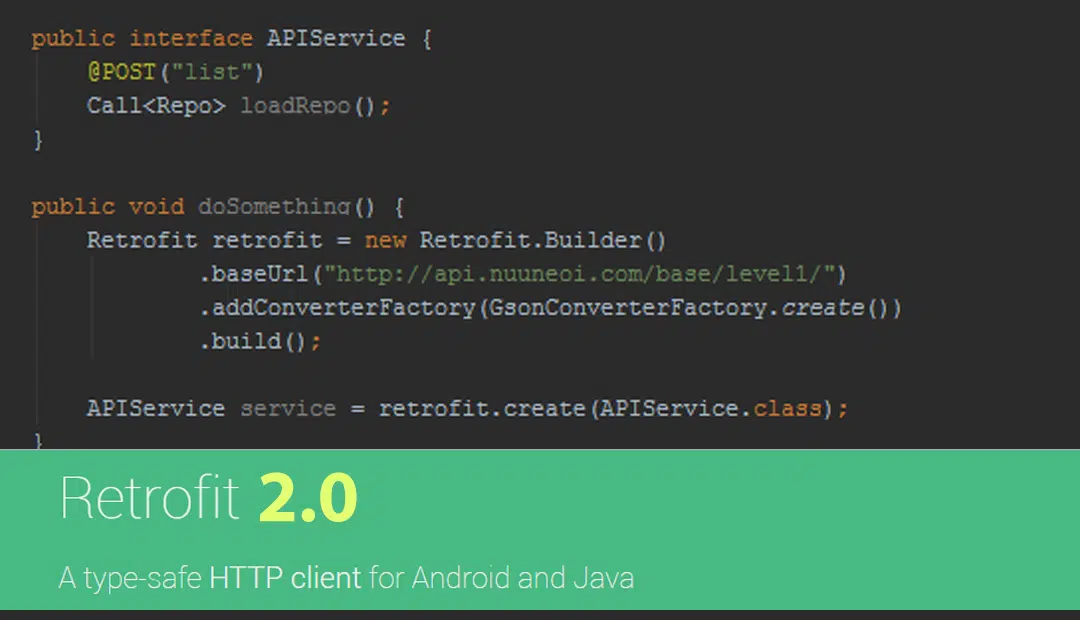 public interface APIService {
@POST("list")
Call<Repo> loadRepo();
}
public void doSomething() {
Retrofit retrofit = new Retrofit.Builder()
.baseUrl("http://api.nuuneoi.com/base/level1/")
.addConverterFactory(GsonConverterFactory.create())
.build();
APIService service = retrofit.create(APIService.class);
}
Retrofit 2.0
A type-safe HTTP client for Android and Java